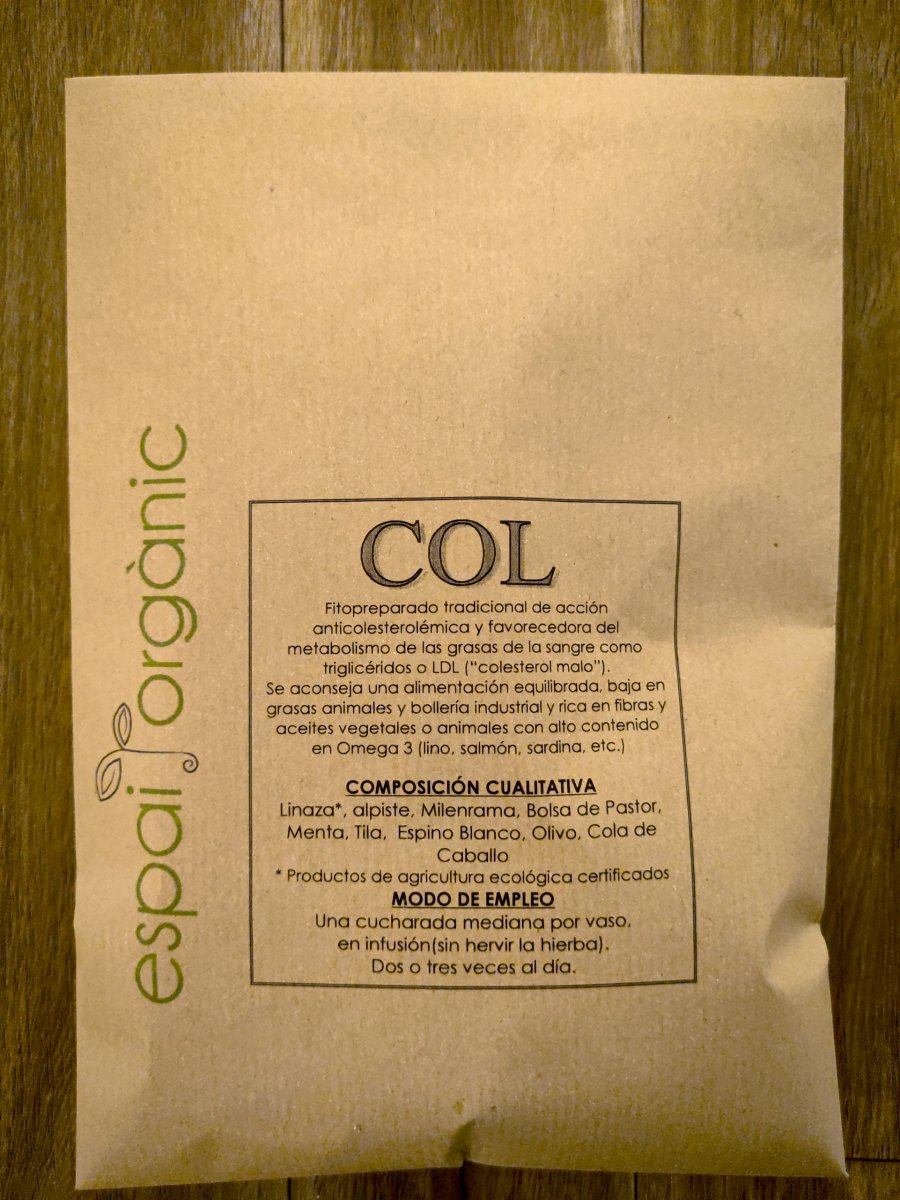 espai orgànic
COL
Fitopreparado tradicional de acción
anticolesterolémica y favorecedora del
metabolismo de las grasas de la sangre como
triglicéridos o LDL (“colesterol malo”).
Se aconseja una alimentación equilibrada, baja en
grasas animales y bollería industrial y rica en fibras y
aceites vegetales o animales con alto contenido
en Omega 3 (lino, salmón, sardina, etc.)
COMPOSICIÓN CUALITATIVA
Linaza*, alpiste, Milenrama, Bolsa de Pastor,
Menta, Tila, Espino Blanco, Olivo, Cola de
Caballo
* Productos de agricultura ecológica certificados
MODO DE EMPLEO
Una cucharada mediana por vaso,
en infusión(sin hervir la hierba).
Dos o tres veces al día.